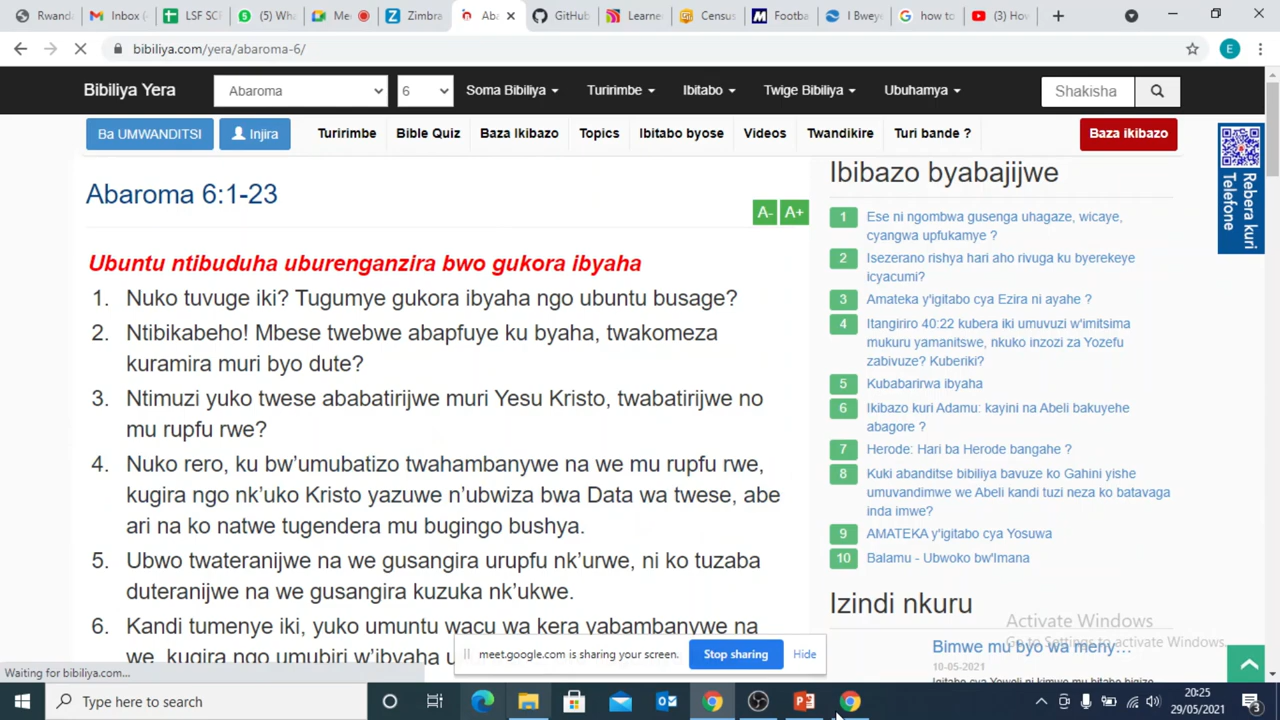 Rwanda
Inbox (
LSF SCF
(5) Wha
Me
Zimbra
Aba
GitHub
Learne
Census
Footba
I Bweye
how to
(3) How
bibiliya.com/yera/abaroma-6/
E
Bibiliya Yera
Abaroma
6
Soma Bibiliya
Turirimbe
Ibitabo
Twige Bibiliya
Ubuhamya
Shakisha
Ba UMWANDITSI
Injira
Turirimbe
Bible Quiz
Baza Ikibazo
Topics
Ibitabo byose
Videos
Twandikire
Turi bande ?
Baza ikibazo
Rebera kuri
Telefone
Abaroma 6:1-23
A-
A+
Ubuntu ntibuduha uburenganzira bwo gukora ibyaha
1. Nuko tuvuge iki? Tugumye gukora ibyaha ngo ubuntu busage?
2. Ntibikabeho! Mbese twebwe abapfuye ku byaha, twakomeza
kuramira muri byo dute?
3. Ntimuzi yuko twese ababatirijwe muri Yesu Kristo, twabatirijwe no
mu rupfu rwe?
4. Nuko rero, ku bw’umubatizo twahambanywe na we mu rupfu rwe,
kugira ngo nk’uko Kristo yazuwe n’ubwiza bwa Data wa twese, abe
ari na ko natwe tugendera mu bugingo bushya.
5. Ubwo twateranijwe na we gusangira urupfu nk’urwe, ni ko tuzaba
duteranijwe na we gusangira kuzuka nk’ukwe.
6. Kandi tumenye iki, yuko umuntu wacu wa kera yabambanywe na
we, kugira ngo umubiri w’ibyaha u
Ibibazo byabajijwe
1 Ese ni ngombwa gusenga uhagaze, wicaye,
cyangwa upfukamye ?
2 Isezerano rishya hari aho rivuga ku byerekeye
icyacumi?
3 Amateka y'igitabo cya Ezira ni ayahe ?
4 Itangiriro 40:22 kubera iki umuvuzi w'imitsima
mukuru yamanitswe, nkuko inzozi za Yozefu
zabivuze? Kuberiki?
5 Kubabarirwa ibyaha
6 Ikibazo kuri Adamu: kayini na Abeli bakuyehe
abagore ?
7 Herode: Hari ba Herode bangahe ?
8 Kuki abanditse bibiliya bavuze ko Gahini yishe
umuvandimwe we Abeli kandi tuzi neza ko batavaga
inda imwe?
9 AMATEKA y'igitabo cya Yosuwa
10 Balamu - Ubwoko bw'Imana
Izindi nkuru
Bimwe mu byo wa meny…
10-05-2021
Activate Windows
Go to Settings to activate Windows.
meet.google.com is sharing your screen.
Stop sharing
Hide
Waiting for bibiliya.com...
Type here to search
20:25
29/05/2021
3